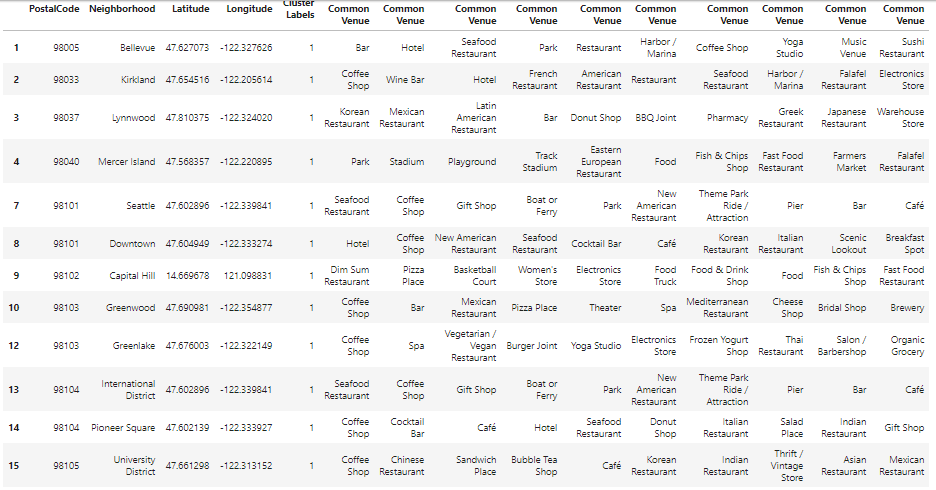 PostalCode Neighborhood Latitude Longitude Cluster Labels Common Venue Common Venue Common Venue Common Venue Common Venue Common Venue Common Venue Common Venue Common Venue Common Venue
1 98005 Bellevue 47.627073 -122.327626 1 Bar Hotel Seafood Restaurant Park Restaurant Harbor / Marina Coffee Shop Yoga Studio Music Venue Sushi Restaurant
2 98033 Kirkland 47.654516 -122.205614 1 Coffee Shop Wine Bar Hotel French Restaurant American Restaurant Restaurant Seafood Restaurant Harbor / Marina Falafel Restaurant Electronics Store
3 98037 Lynnwood 47.810375 -122.324020 1 Korean Restaurant Mexican Restaurant Latin American Restaurant Bar Donut Shop BBQ Joint Pharmacy Greek Restaurant Japanese Restaurant Warehouse Store
4 98040 Mercer Island 47.568357 -122.220895 1 Park Stadium Playground Track Stadium Eastern European Restaurant Food Fish & Chips Shop Fast Food Restaurant Farmers Market Falafel Restaurant
7 98101 Seattle 47.602896 -122.339841 1 Seafood Restaurant Coffee Shop Gift Shop Boat or Ferry Park New American Restaurant Theme Park Ride / Attraction Pier Bar Café
8 98101 Downtown 47.604949 -122.333274 1 Hotel Coffee Shop New American Restaurant Seafood Restaurant Cocktail Bar Café Korean Restaurant Italian Restaurant Scenic Lookout Breakfast Spot
9 98102 Capital Hill 14.669678 121.098831 1 Dim Sum Restaurant Pizza Place Basketball Court Women's Store Electronics Store Food Truck Food & Drink Shop Food Fish & Chips Shop Fast Food Restaurant
10 98103 Greenwood 47.690981 -122.354877 1 Coffee Shop Bar Mexican Restaurant Pizza Place Theater Spa Mediterranean Restaurant Cheese Shop Bridal Shop Brewery
12 98103 Greenlake 47.676003 -122.322149 1 Coffee Shop Spa Vegetarian / Vegan Restaurant Burger Joint Yoga Studio Electronics Store Frozen Yogurt Shop Thai Restaurant Salon / Barbershop Organic Grocery
13 98104 International District 47.602896 -122.339841 1 Seafood Restaurant Coffee Shop Gift Shop Boat or Ferry Park New American Restaurant Theme Park Ride / Attraction Pier Bar Café
14 98104 Pioneer Square 47.602139 -122.333927 1 Coffee Shop Cocktail Bar Café Hotel Seafood Restaurant Donut Shop Italian Restaurant Salad Place Indian Restaurant Gift Shop
15 98105 University District 47.661298 -122.313152 1 Coffee Shop Chinese Restaurant Sandwich Place Bubble Tea Shop Café Korean Restaurant Indian Restaurant Thrift / Vintage Store Asian Restaurant Mexican Restaurant